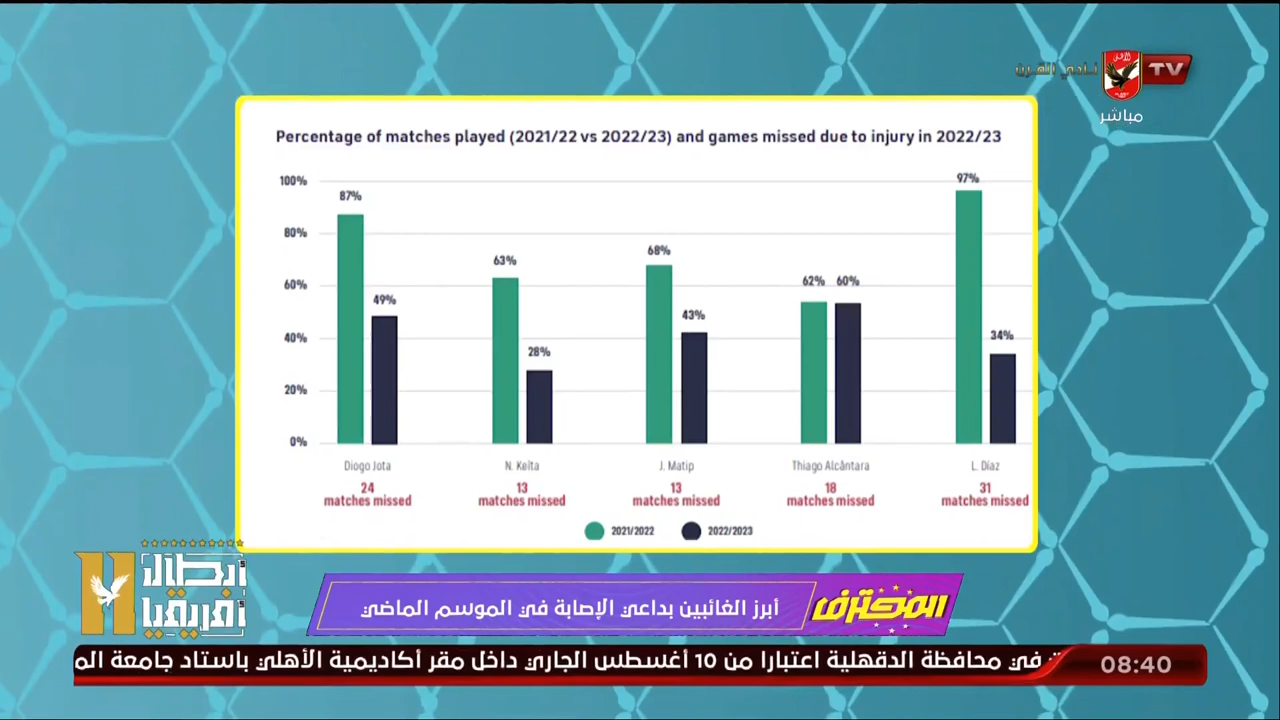 نادي القرن
TV
مباشر
Percentage of matches played (2021/22 vs 2022/23) and games missed due to injury in 2022/23
100%
80%
60%
40%
20%
0%
87%
49%
63%
28%
68%
43%
62%
60%
97%
34%
Diogo Jota
24
matches missed
N. Keïta
13
matches missed
J. Matip
13
matches missed
Thiago Alcântara
18
matches missed
L. Díaz
31
matches missed
2021/2022
2022/2023
11
أبطال
أفريقيا
المحترف
أبرز الغائبين بداعي الإصابة في الموسم الماضي
في محافظة الدقهلية اعتبارا من 10 أغسطس الجاري داخل مقر أكاديمية الأهلي باستاد جامعة
08:40